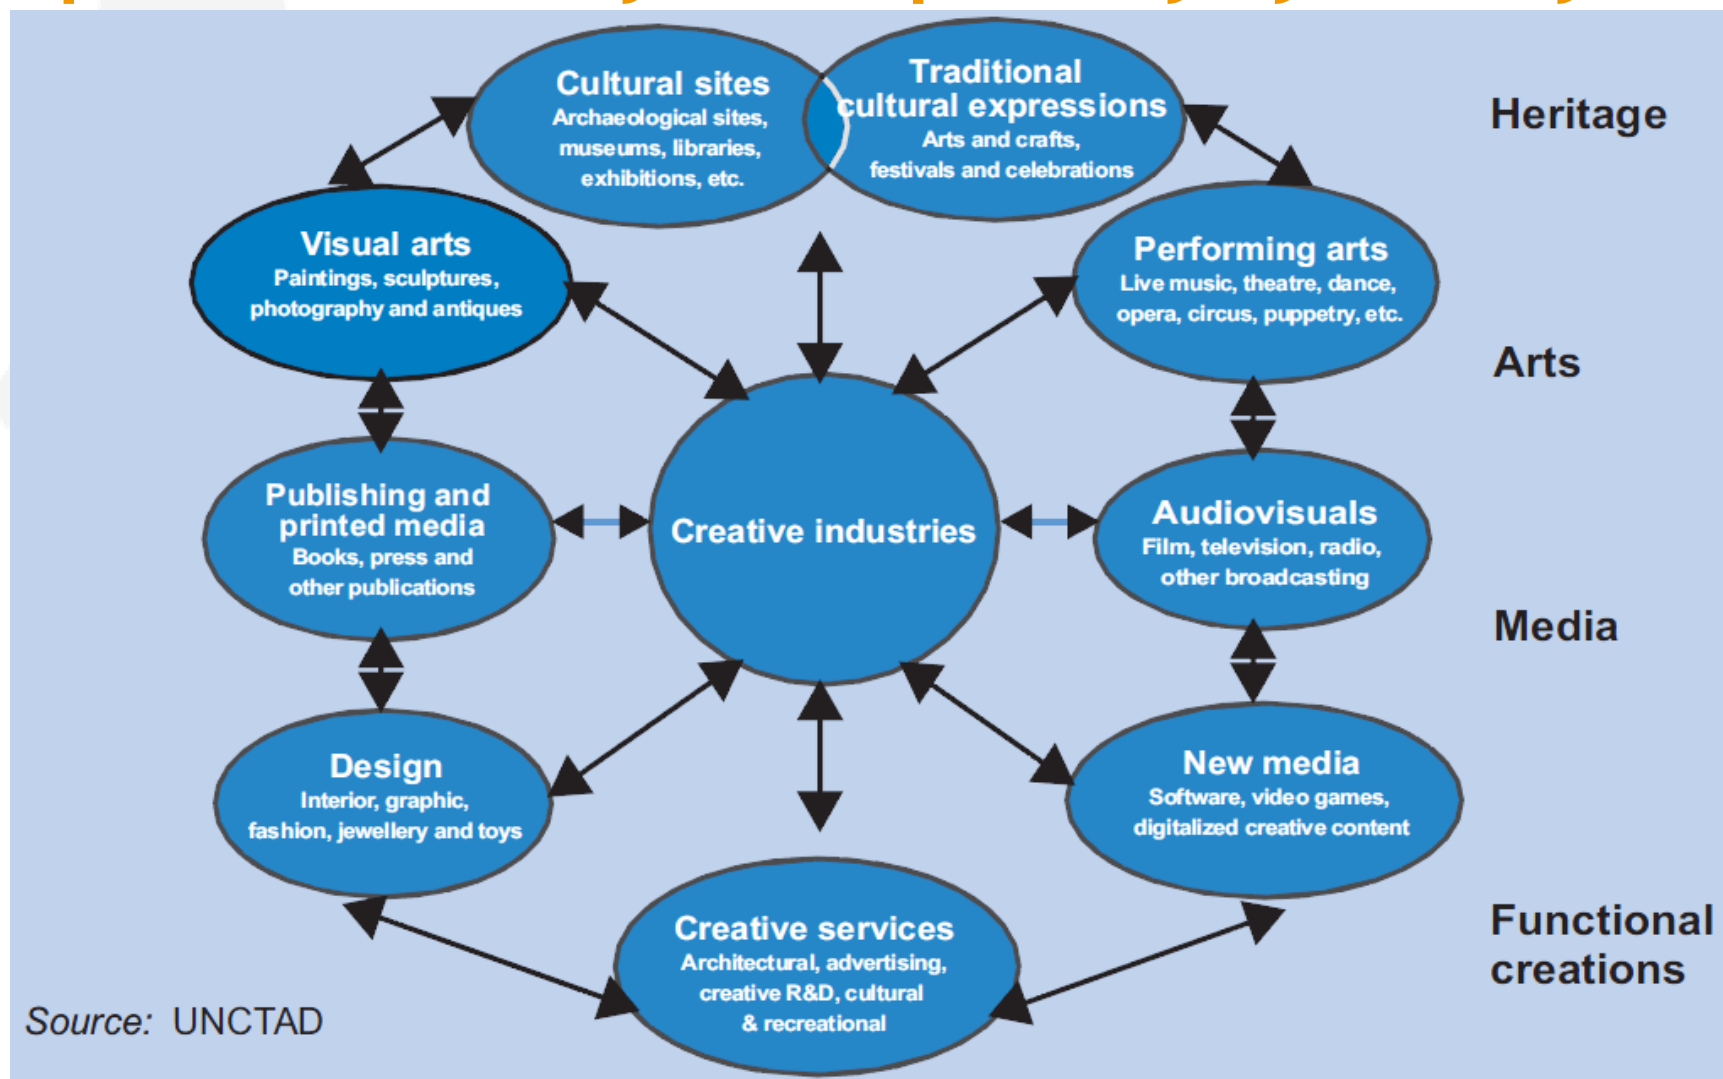 Cultural sites
Archaeological sites,
museums, libraries,
exhibitions, etc.
Traditional
cultural expressions
Arts and crafts,
festivals and celebrations
Heritage
Visual arts
Paintings, sculptures,
photography and antiques
Performing arts
Live music, theatre, dance,
opera, circus, puppetry, etc.
Arts
Publishing and
printed media
Books, press and
other publications
Creative industries
Audiovisuals
Film, television, radio,
other broadcasting
Media
Design
Interior, graphic,
fashion, jewellery and toys
New media
Software, video games,
digitalized creative content
Creative services
Architectural, advertising,
creative R&D, cultural
& recreational
Functional
creations
Source: UNCTAD